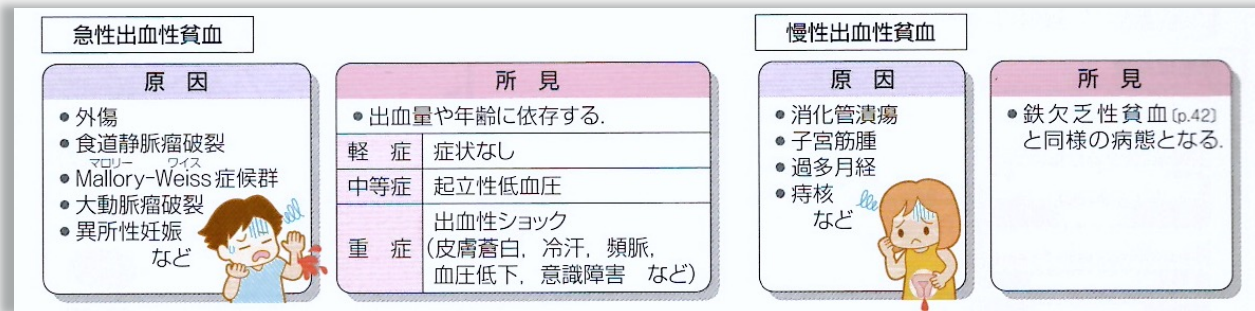 急性出血性貧血
原 因
● 外傷
● 食道静脈瘤破裂
マロリー ワイス
● Mallory-Weiss症候群
● 大動脈瘤破裂
● 異所性妊娠
など
所 見
● 出血量や年齢に依存する.
軽 症 症状なし
中等症 起立性低血圧
重 症 出血性ショック
(皮膚蒼白, 冷汗, 頻脈,
血圧低下, 意識障害 など)
慢性出血性貧血
原 因
● 消化管潰瘍
● 子宮筋腫
● 過多月経
● 痔核
など
所 見
● 鉄欠乏性貧血〔p.42〕
と同様の病態となる.